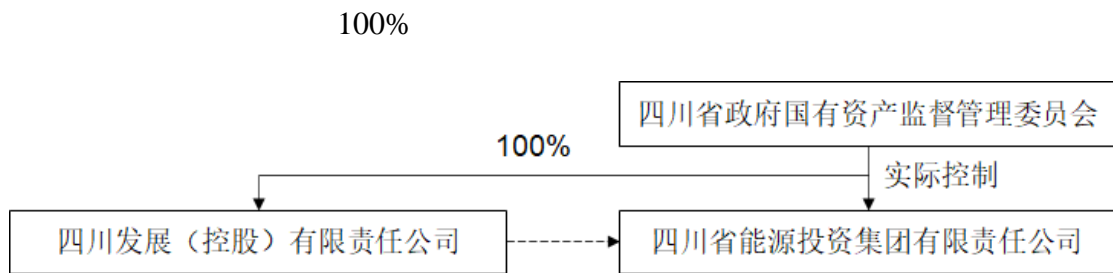 100%
四川省政府国有资产监督管理委员会
100%
实际控制
四川发展（控股）有限责任公司
四川省能源投资集团有限责任公司